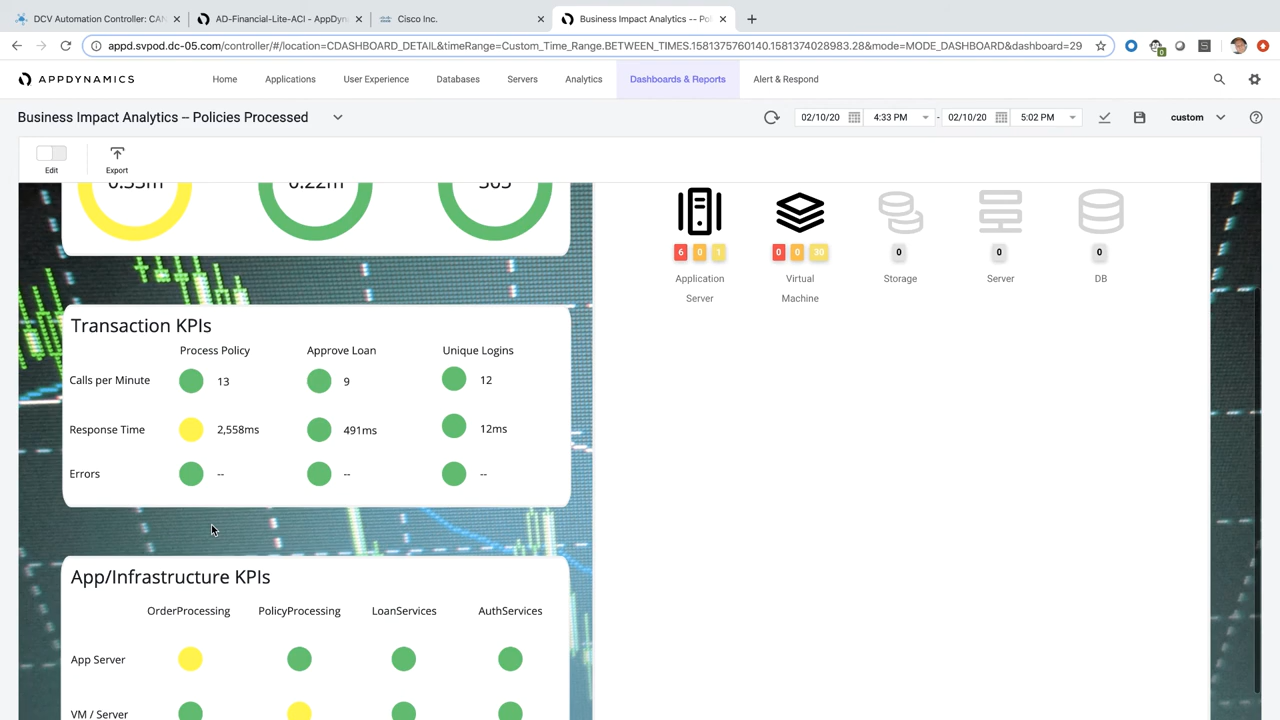 DCV Automation Controller: CAN
AD-Financial-Lite-ACI - AppDyn
Cisco Inc.
Business Impact Analytics -- Po
appd.svpod.dc-05.com/controller/#/location=CDASHBOARD_DETAIL&timeRange=Custom_Time_Range.BETWEEN_TIMES.1581375760140.1581374028983.28&mode=MODE_DASHBOARD&dashboard=29
0
APPDYNAMICS
Home
Applications
User Experience
Databases
Servers
Analytics
Dashboards & Reports
Alert & Respond
Business Impact Analytics – Policies Processed
02/10/20 4:33 PM - 02/10/20 5:02 PM
custom
Edit
Export
0.22m
6 0 1
0 0 30
0
0
0
Application Server
Virtual Machine
Storage
Server
DB
Transaction KPIs
Process Policy Approve Loan Unique Logins
Calls per Minute 13 9 12
Response Time 2,558ms 491ms 12ms
Errors -- -- --
App/Infrastructure KPIs
OrderProcessing PolicyProcessing LoanServices AuthServices
App Server
VM / Server